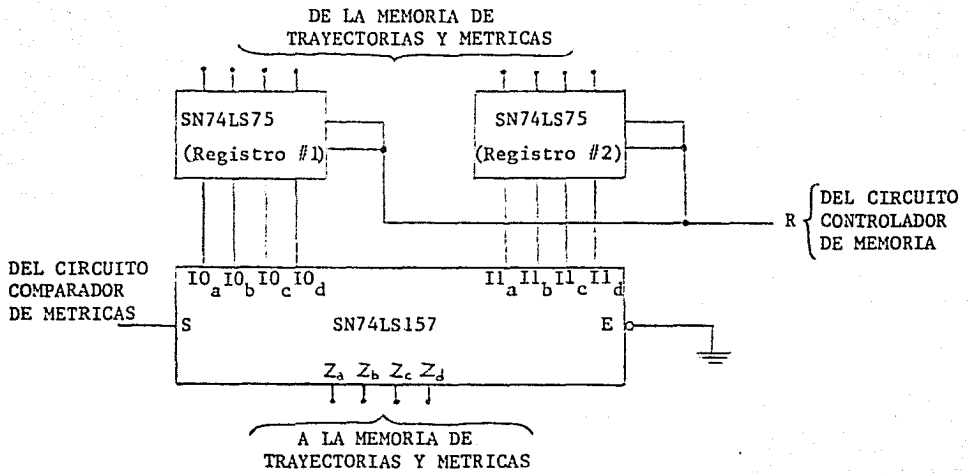 DE LA MEMORIA DE
TRAYECTORIAS Y METRICAS
SN74LS75
(Registro #1)
SN74LS75
(Registro #2)
R
DEL CIRCUITO
CONTROLADOR
DE MEMORIA
DEL CIRCUITO
COMPARADOR
DE METRICAS
I0a I0b I0c I0d
I1a I1b I1c I1d
S
SN74LS157
E
Za Zb Zc Zd
A LA MEMORIA DE
TRAYECTORIAS Y METRICAS